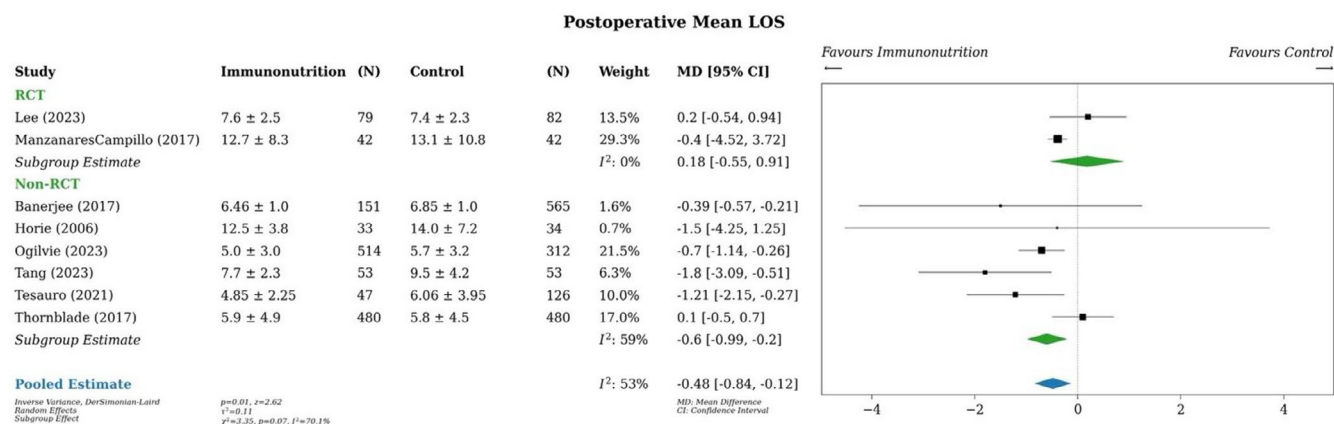 Postoperative Mean LOS
Favours Immunonutrition Favours Control
← →
Study Immunonutrition (N) Control (N) Weight MD [95% CI]
RCT
Lee (2023) 7.6 ± 2.5 79 7.4 ± 2.3 82 13.5% 0.2 [-0.54, 0.94]
ManzanaresCampillo (2017) 12.7 ± 8.3 42 13.1 ± 10.8 42 29.3% -0.4 [-4.52, 3.72]
Subgroup Estimate I²: 0% 0.18 [-0.55, 0.91]
Non-RCT
Banerjee (2017) 6.46 ± 1.0 151 6.85 ± 1.0 565 1.6% -0.39 [-0.57, -0.21]
Horie (2006) 12.5 ± 3.8 33 14.0 ± 7.2 34 0.7% -1.5 [-4.25, 1.25]
Ogilvie (2023) 5.0 ± 3.0 514 5.7 ± 3.2 312 21.5% -0.7 [-1.14, -0.26]
Tang (2023) 7.7 ± 2.3 53 9.5 ± 4.2 53 6.3% -1.8 [-3.09, -0.51]
Tesauro (2021) 4.85 ± 2.25 47 6.06 ± 3.95 126 10.0% -1.21 [-2.15, -0.27]
Thornblade (2017) 5.9 ± 4.9 480 5.8 ± 4.5 480 17.0% 0.1 [-0.5, 0.7]
Subgroup Estimate I²: 59% -0.6 [-0.99, -0.2]
Pooled Estimate I²: 53% -0.48 [-0.84, -0.12]
Inverse Variance, DerSimonian-Laird p=0.01, z=2.62 MD: Mean Difference
Random Effects τ²=0.11 CI: Confidence Interval
Subgroup Effect χ²=3.35, p=0.07, I²=70.1%
−4 −2 0 2 4